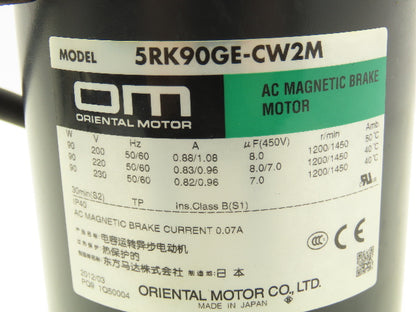 MODEL 5RK90GE-CW2M
om
ORIENTAL MOTOR
AC MAGNETIC BRAKE
MOTOR
W V Hz A μF(450V) r/min Amb
90 200 50/60 0.88/1.08 8.0 1200/1450 50℃
90 220 50/60 0.83/0.96 8.0/7.0 1200/1450 40℃
90 230 50/60 0.82/0.96 7.0 1200/1450 40℃
30min(S2)
IP40 TP Ins.Class B(S1)
AC MAGNETIC BRAKE CURRENT 0.07A
品名：电容运转异步电动机
热保护的
东方马达株式会社 制造：日本
2012/03
ORIENTAL MOTOR CO., LTD.
MADE IN JAPAN